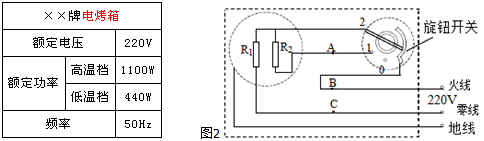 ××牌电烤箱
额定电压 220V
额定功率 高温档 1100W
低温档 440W
频率 50Hz
图2
R₁ R₂ A 2 1 0 旋钮开关
B 火线
220V
C 零线
地线